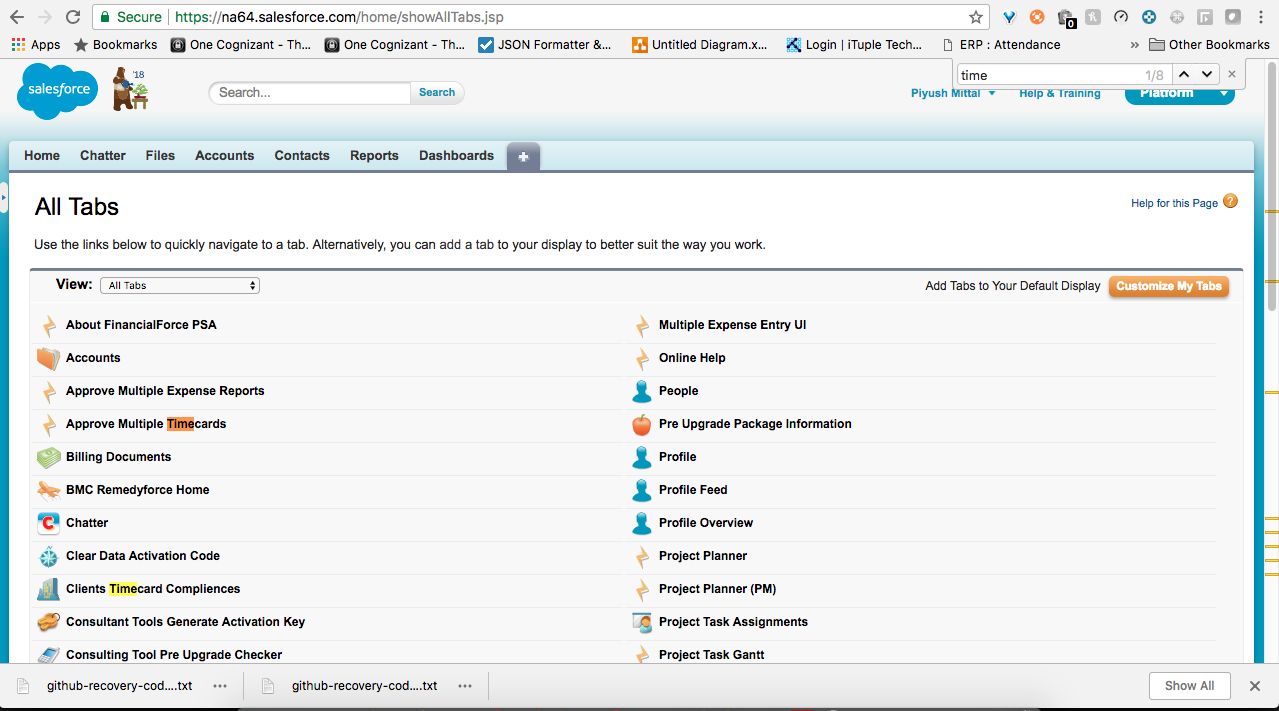 Secure https://na64.salesforce.com/home/showAllTabs.jsp
0
Apps Bookmarks One Cognizant - Th... One Cognizant - Th... JSON Formatter &... Untitled Diagram.x... Login | iTuple Tech... ERP : Attendance » Other Bookmarks
time 1/8
salesforce '18 Search... Search
Piyush Mittal Help & Training Platform
Home Chatter Files Accounts Contacts Reports Dashboards +
All Tabs
Help for this Page ?
Use the links below to quickly navigate to a tab. Alternatively, you can add a tab to your display to better suit the way you work.
View: All Tabs Add Tabs to Your Default Display Customize My Tabs
About FinancialForce PSA Multiple Expense Entry UI
Accounts Online Help
Approve Multiple Expense Reports People
Approve Multiple Timecards Pre Upgrade Package Information
Billing Documents Profile
BMC Remedyforce Home Profile Feed
Chatter Profile Overview
Clear Data Activation Code Project Planner
Clients Timecard Compliences Project Planner (PM)
Consultant Tools Generate Activation Key Project Task Assignments
Consulting Tool Pre Upgrade Checker Project Task Gantt
github-recovery-cod....txt github-recovery-cod....txt Show All